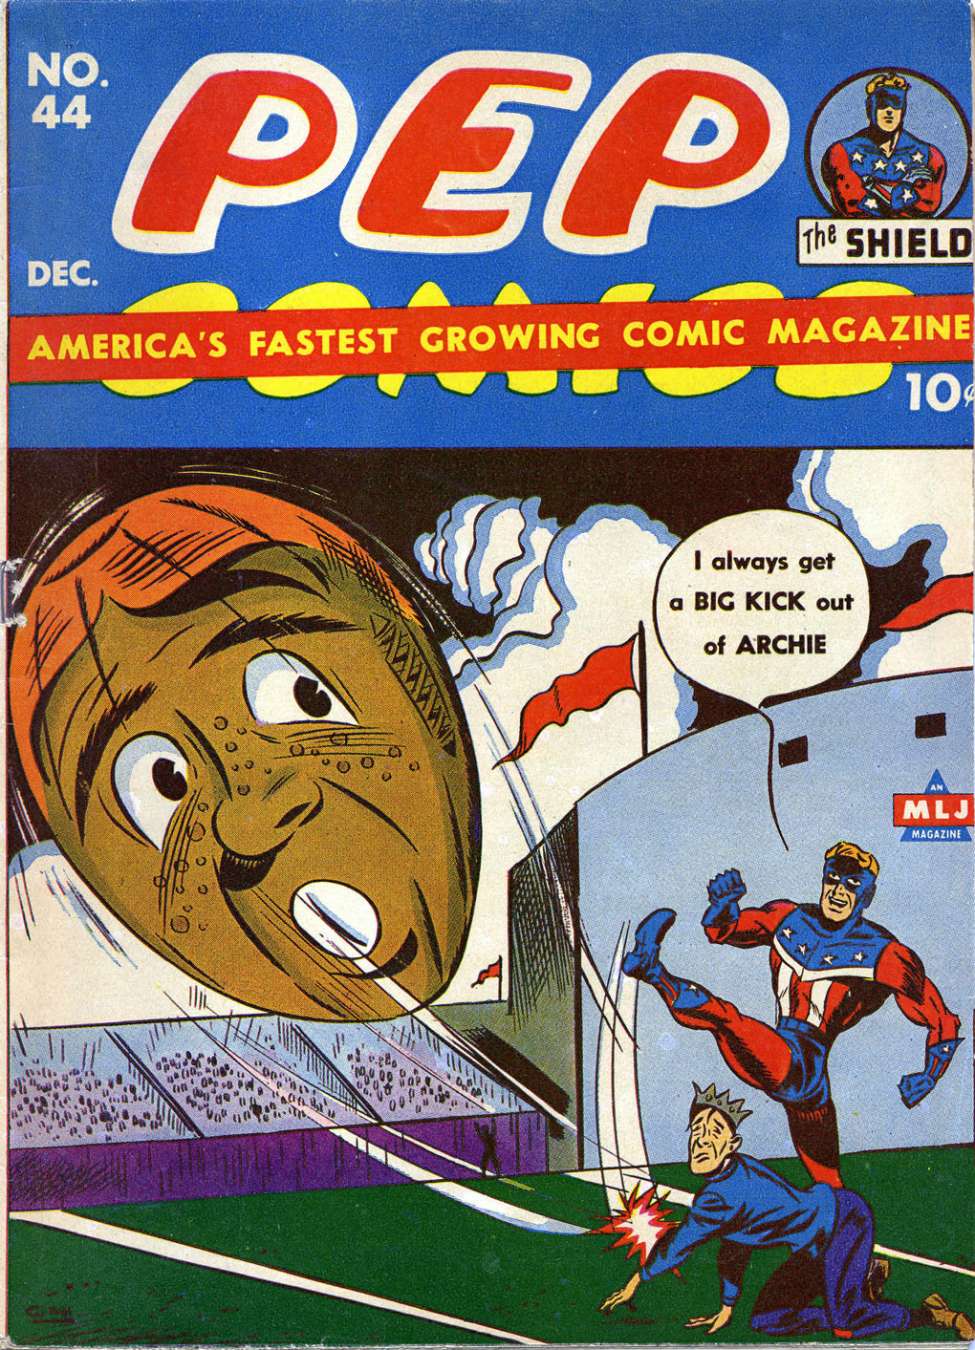 NO.
44
PEP
The SHIELD
DEC.
COMICS
AMERICA'S FASTEST GROWING COMIC MAGAZINE
10¢
I always get
a BIG KICK out
of ARCHIE
AN
MLJ
MAGAZINE